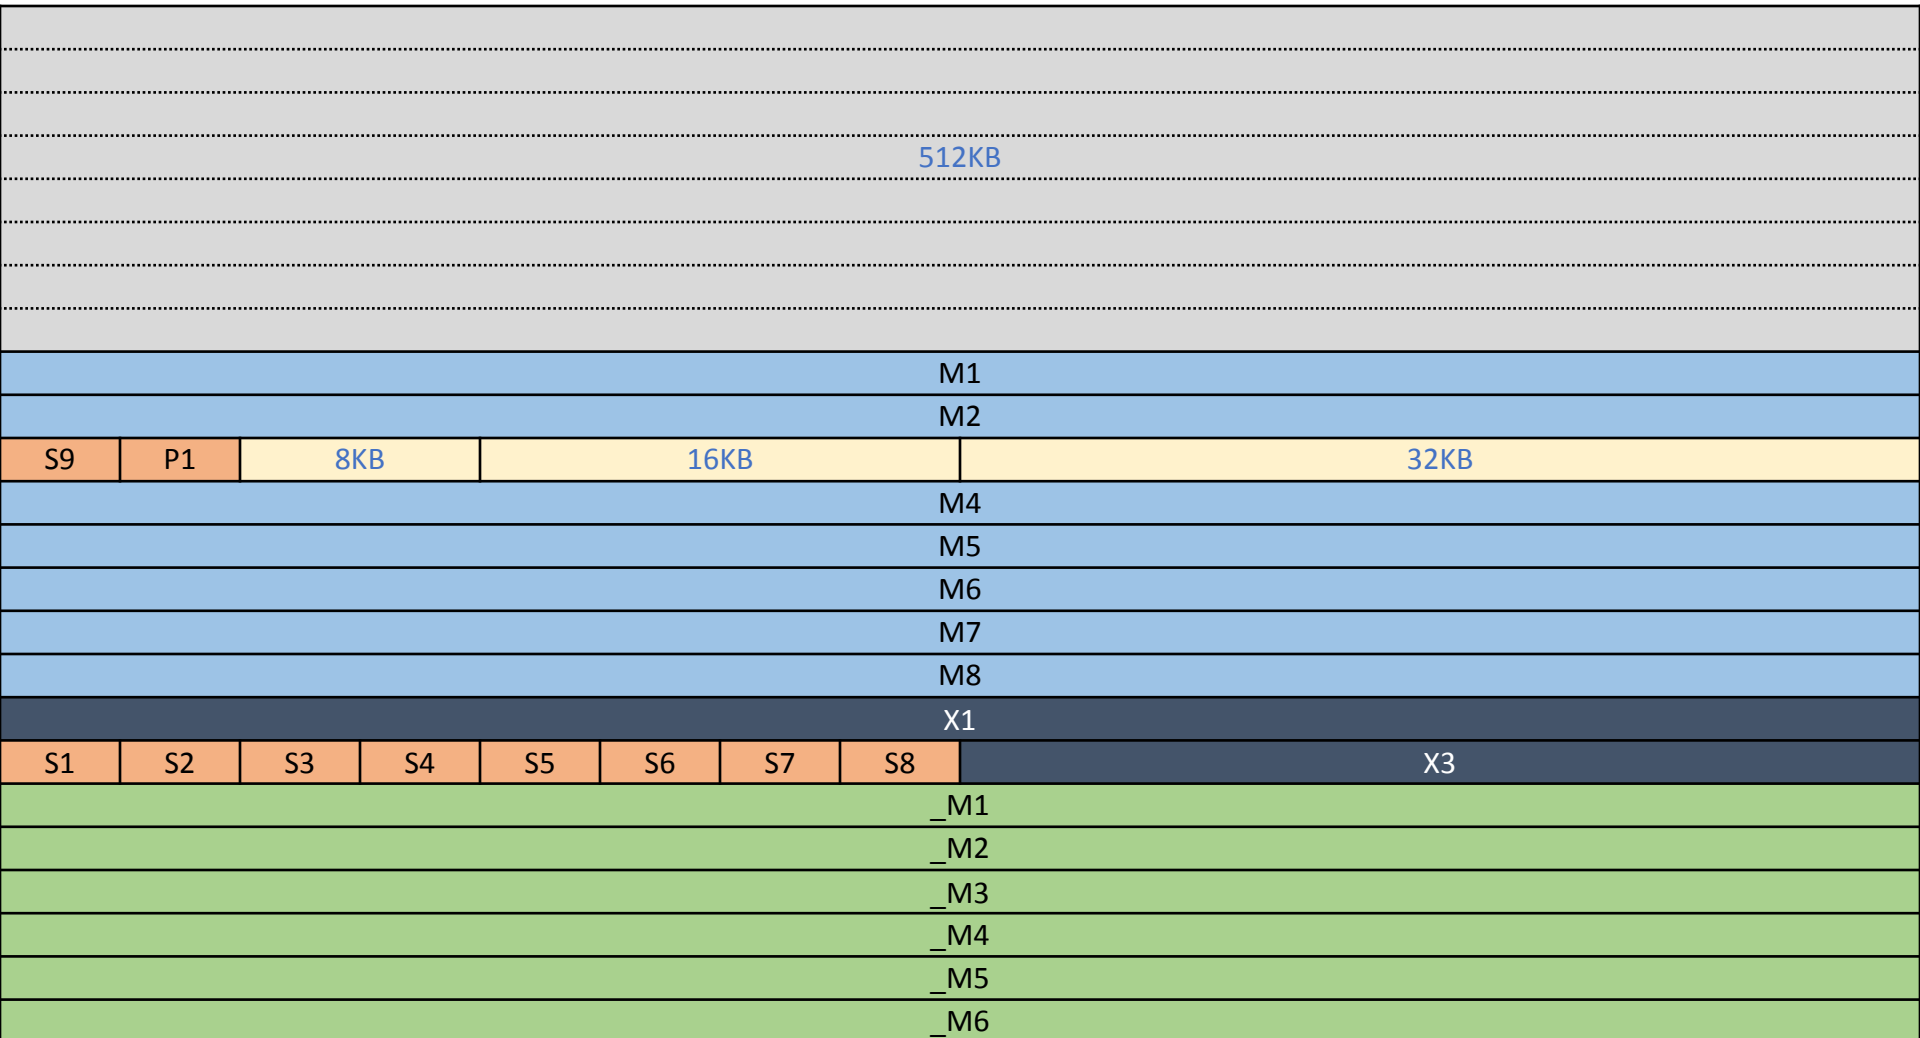 512KB
M1
M2
S9 P1 8KB 16KB 32KB
M4
M5
M6
M7
M8
X1
S1 S2 S3 S4 S5 S6 S7 S8 X3
_M1
_M2
_M3
_M4
_M5
_M6